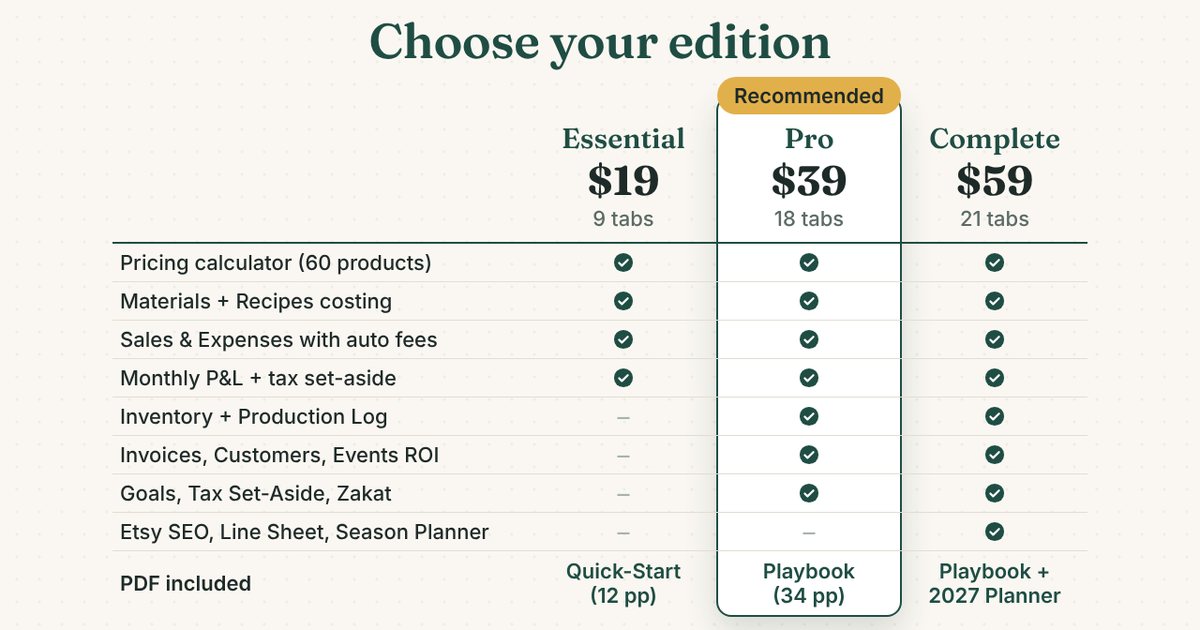 Choose your edition
Recommended
Essential Pro Complete
$19 $39 $59
9 tabs 18 tabs 21 tabs
Pricing calculator (60 products)
Materials + Recipes costing
Sales & Expenses with auto fees
Monthly P&L + tax set-aside
Inventory + Production Log –
Invoices, Customers, Events ROI –
Goals, Tax Set-Aside, Zakat –
Etsy SEO, Line Sheet, Season Planner – –
PDF included
Quick-Start Playbook Playbook +
(12 pp) (34 pp) 2027 Planner